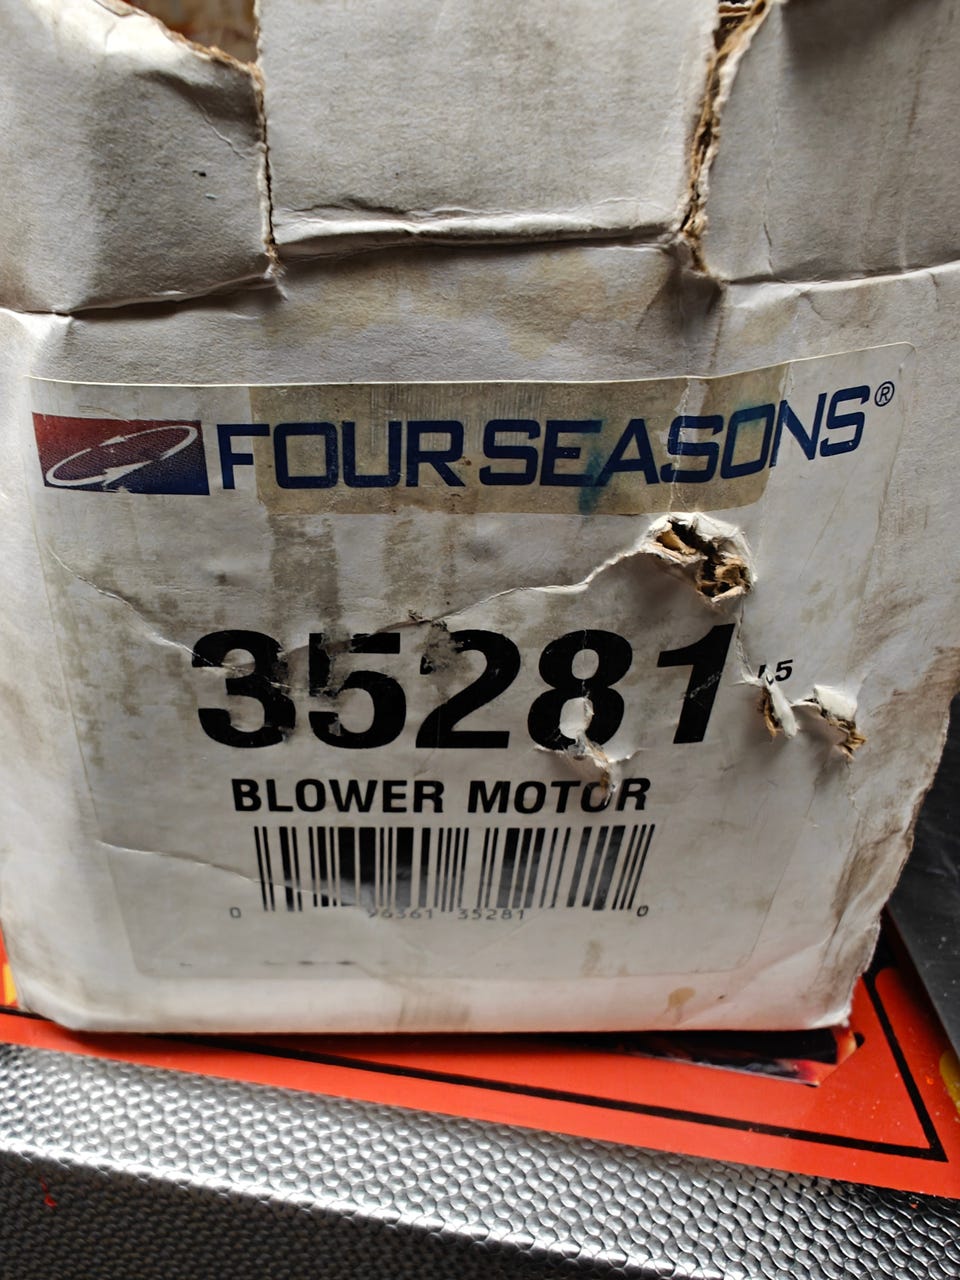 FOUR SEASONS®
35281
BLOWER MOTOR
0 96361 35281 0